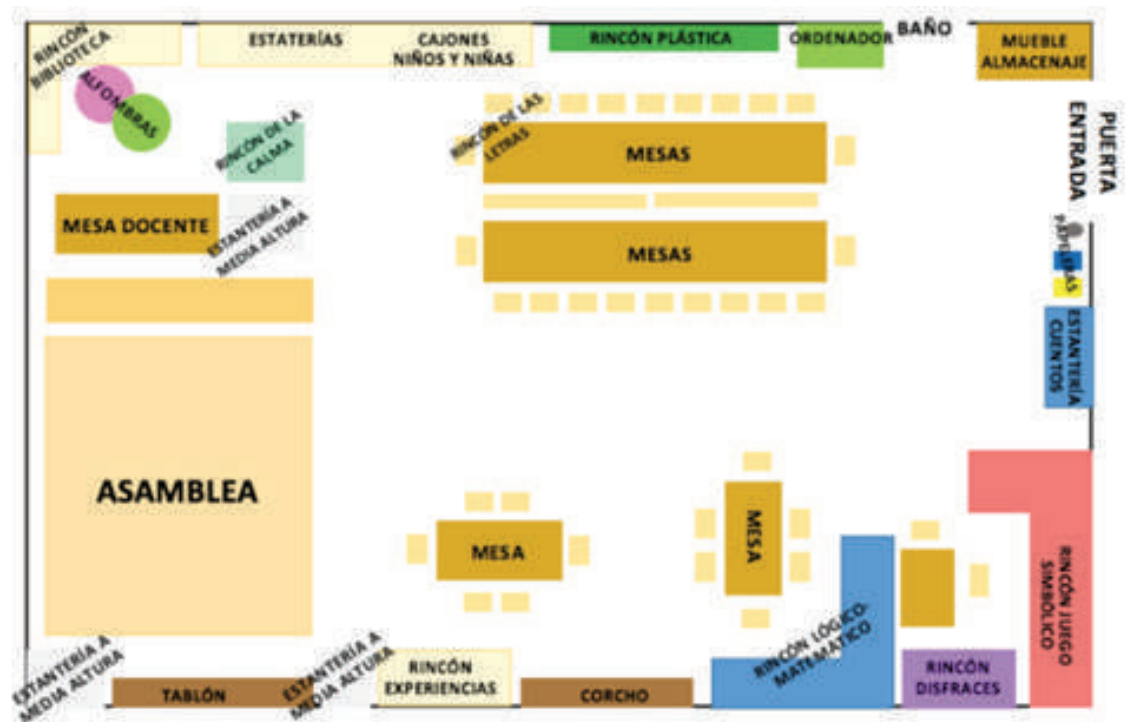 RINCÓN
BIBLIOTECA
ESTATERÍAS
CAJONES
NIÑOS Y NIÑAS
RINCÓN PLÁSTICA
ORDENADOR
BAÑO
MUEBLE
ALMACENAJE
ALFOMBRAS
RINCÓN DE LA
CALMA
RINCÓN DE LAS
LETRAS
MESAS
PUERTA
ENTRADA
MESA DOCENTE
ESTANTERÍA A
MEDIA ALTURA
MESAS
PAPELERAS
ESTANTERÍA
CUENTOS
ASAMBLEA
MESA
MESA
RINCÓN LÓGICO-
MATEMÁTICO
RINCÓN JUEGO
SIMBÓLICO
ESTANTERÍA A
MEDIA ALTURA
TABLÓN
ESTANTERÍA A
MEDIA ALTURA
RINCÓN
EXPERIENCIAS
CORCHO
RINCÓN
DISFRACES